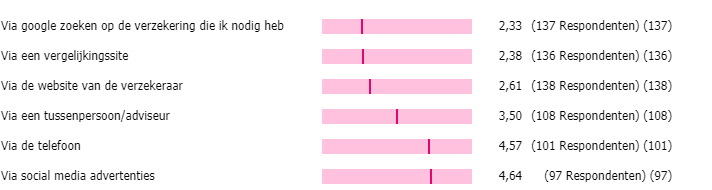 Via google zoeken op de verzekering die ik nodig heb 2,33 (137 Respondenten) (137)
Via een vergelijkingssite 2,38 (136 Respondenten) (136)
Via de website van de verzekeraar 2,61 (138 Respondenten) (138)
Via een tussenpersoon/adviseur 3,50 (108 Respondenten) (108)
Via de telefoon 4,57 (101 Respondenten) (101)
Via social media advertenties 4,64 (97 Respondenten) (97)